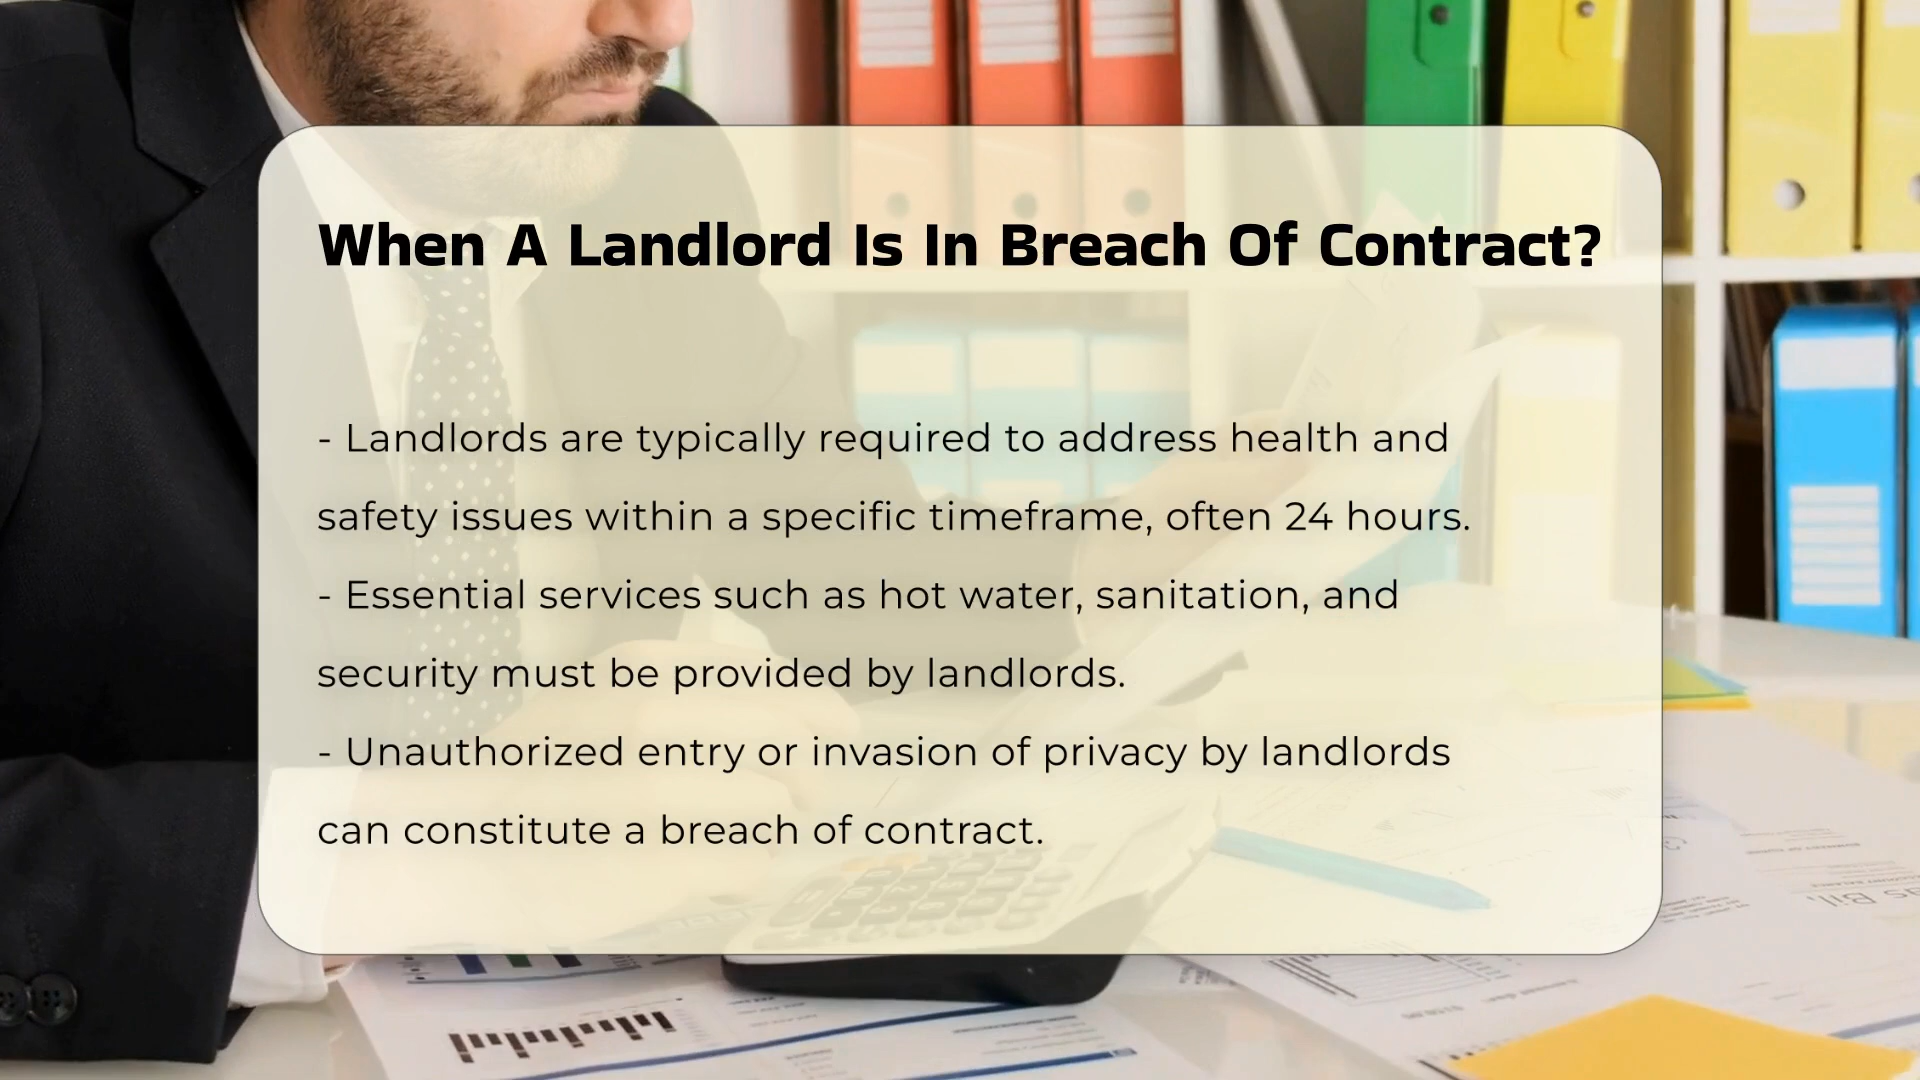 When A Landlord Is In Breach Of Contract?
- Landlords are typically required to address health and
safety issues within a specific timeframe, often 24 hours.
- Essential services such as hot water, sanitation, and
security must be provided by landlords.
- Unauthorized entry or invasion of privacy by landlords
can constitute a breach of contract.